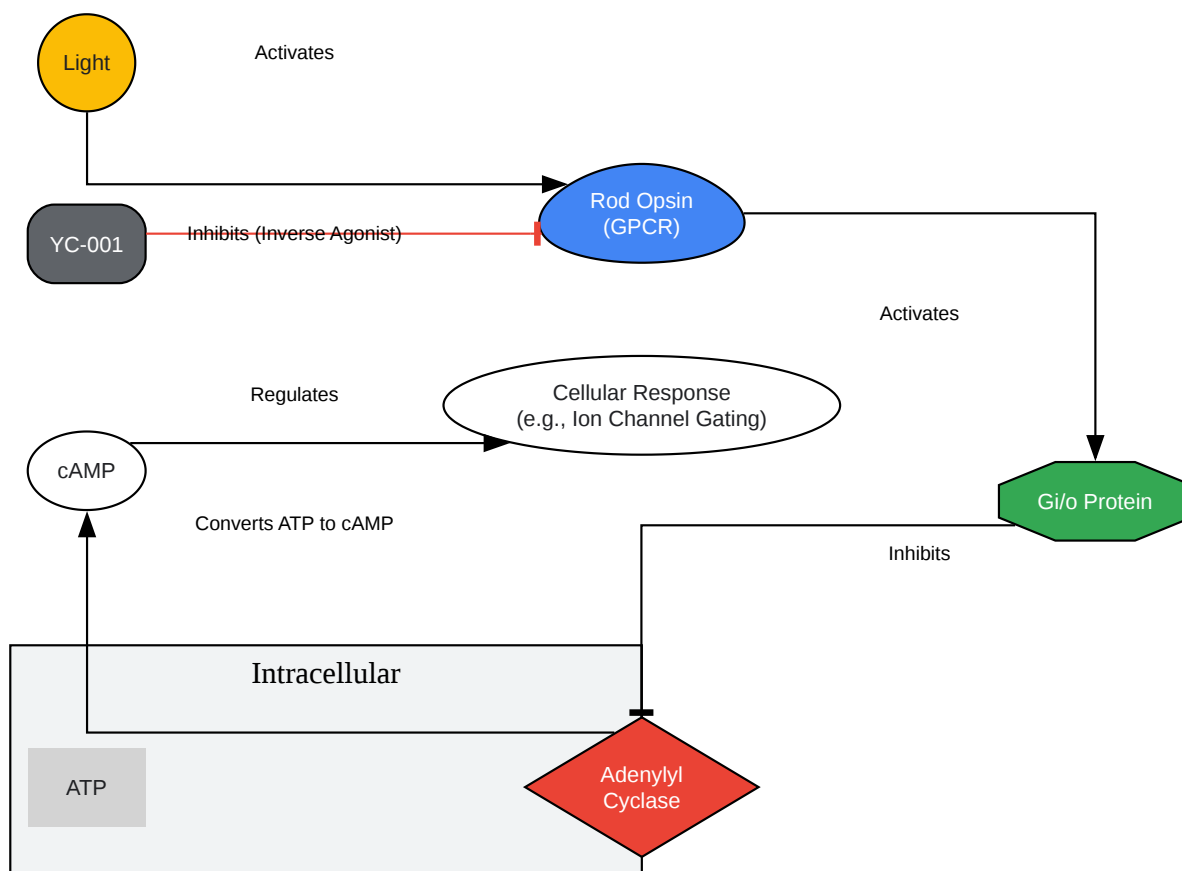 Light
Activates
Rod Opsin
(GPCR)
YC-001
Inhibits (Inverse Agonist)
Activates
Cellular Response
(e.g., Ion Channel Gating)
Regulates
cAMP
Gi/o Protein
Converts ATP to cAMP
Inhibits
Intracellular
ATP
Adenylyl
Cyclase